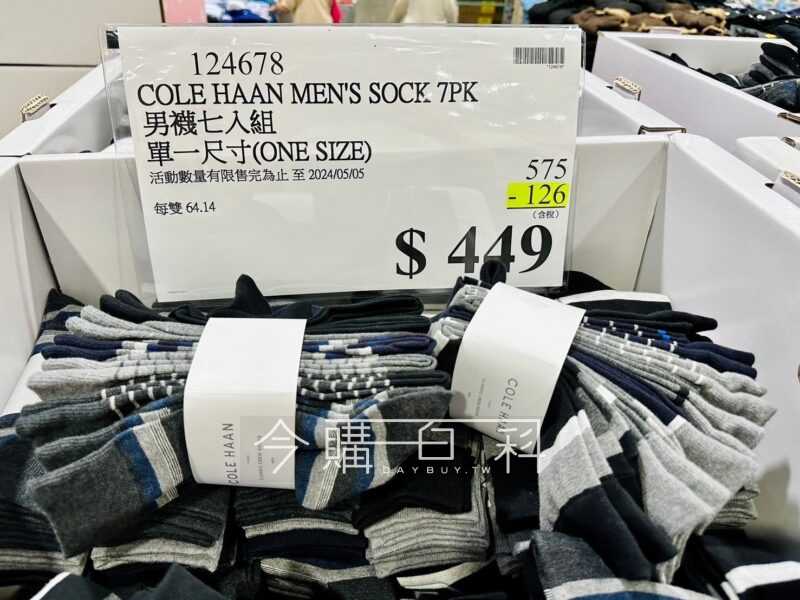 124678
*124678*
COLE HAAN MEN'S SOCK 7PK
男襪七入組
單一尺寸(ONE SIZE)
活動數量有限售完為止 至 2024/05/05
575
- 126
每雙 64.14
(含稅)
$ 449
COLE HAAN
COLE HAAN
今購百科
DAYBUY.TW